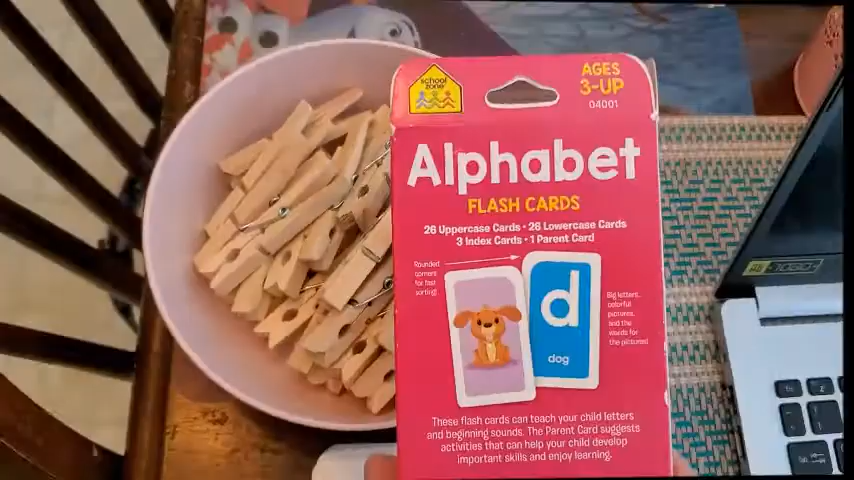 school
zone
AGES
3-UP
04001
Alphabet
FLASH CARDS
26 Uppercase Cards • 26 Lowercase Cards
3 Index Cards • 1 Parent Card
Rounded
corners
for fast
sorting!
d
dog
Big letters,
colorful
pictures,
and the
words for
the pictures!
These flash cards can teach your child letters
and beginning sounds. The Parent Card suggests
activities that can help your child develop
important skills and enjoy learning.